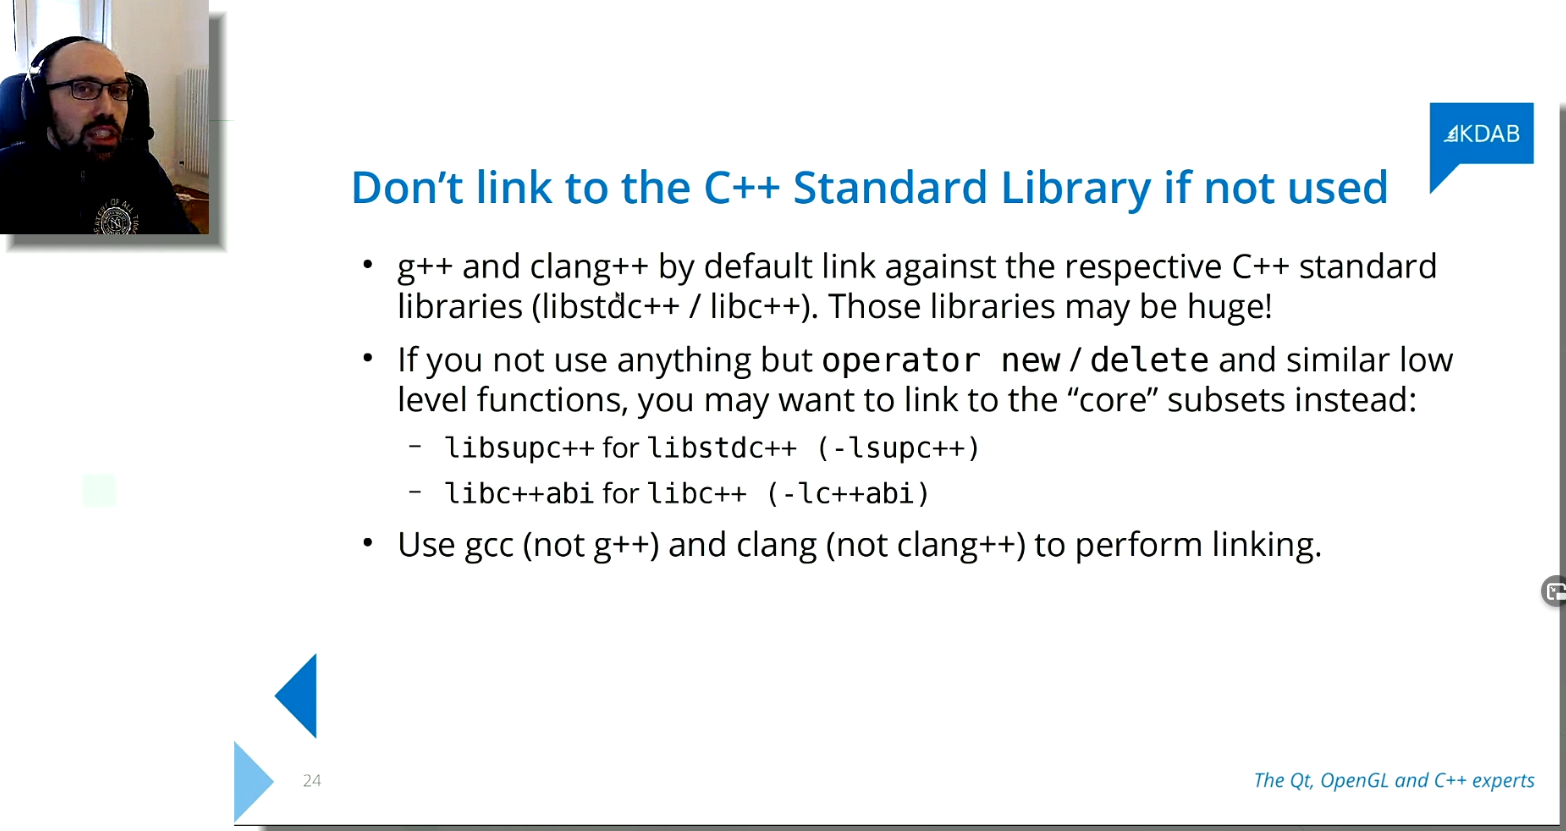 KDAB
Don’t link to the C++ Standard Library if not used
• g++ and clang++ by default link against the respective C++ standard
libraries (libstdc++ / libc++). Those libraries may be huge!
• If you not use anything but operator new / delete and similar low
level functions, you may want to link to the “core” subsets instead:
– libsupc++ for libstdc++ (-lsupc++)
– libc++abi for libc++ (-lc++abi)
• Use gcc (not g++) and clang (not clang++) to perform linking.
24
The Qt, OpenGL and C++ experts